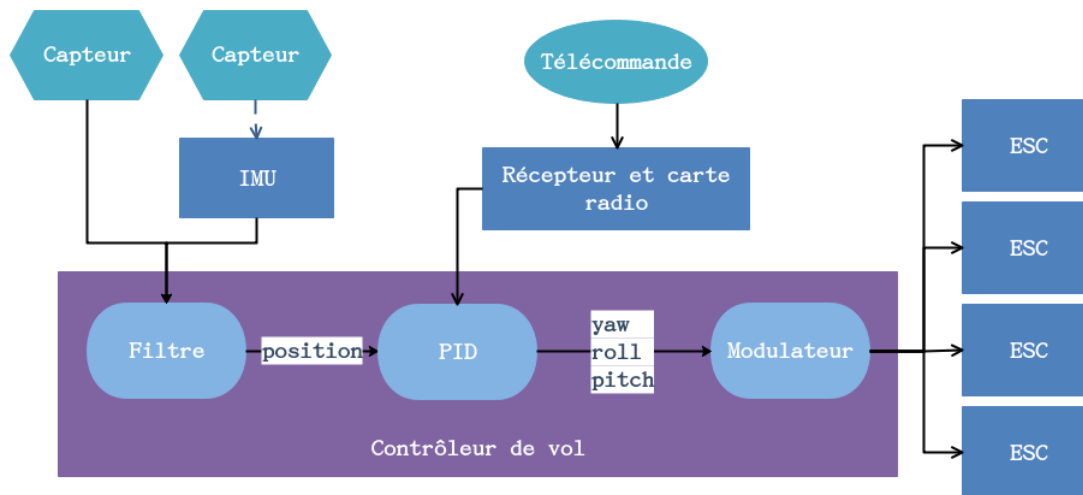 Capteur
Capteur
Télécommande
IMU
Récepteur et carte
radio
ESC
ESC
ESC
ESC
Filtre
position
PID
yaw
roll
pitch
Modulateur
Contrôleur de vol